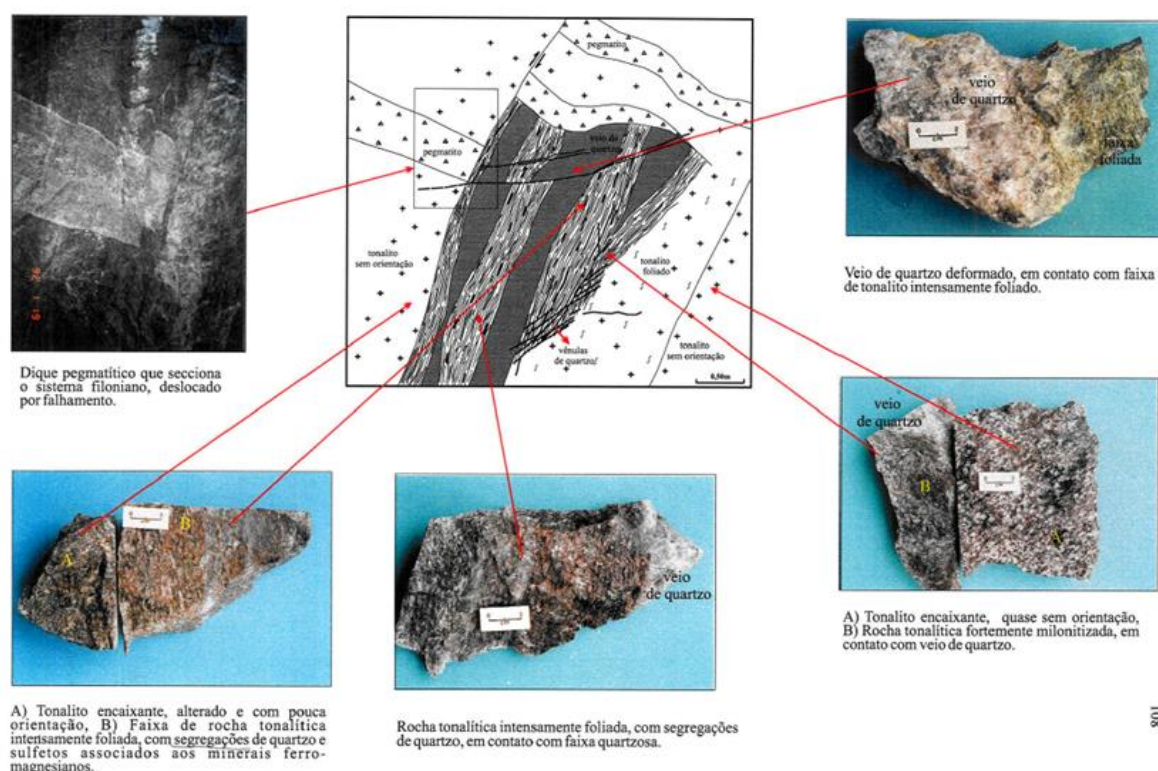 pegmatito
veio de
quartzo
pegmatito
tonalito
sem orientação
tonalito
foliado
vênulas
de quartzo/
tonalito
sem orientação
0,50m
veio
de quartzo
faixa
foliada
Veio de quartzo deformado, em contato com faixa
de tonalito intensamente foliado.
Dique pegmatítico que secciona
o sistema filoniano, deslocado
por falhamento.
A
B
A) Tonalito encaixante, alterado e com pouca
orientação, B) Faixa de rocha tonalítica
intensamente foliada, com segregações de quartzo e
sulfetos associados aos minerais ferro-
magnesianos.
veio
de quartzo
Rocha tonalítica intensamente foliada, com segregações
de quartzo, em contato com faixa quartzosa.
veio
de quartzo
B
A
A) Tonalito encaixante, quase sem orientação,
B) Rocha tonalítica fortemente milonitizada, em
contato com veio de quartzo.
108